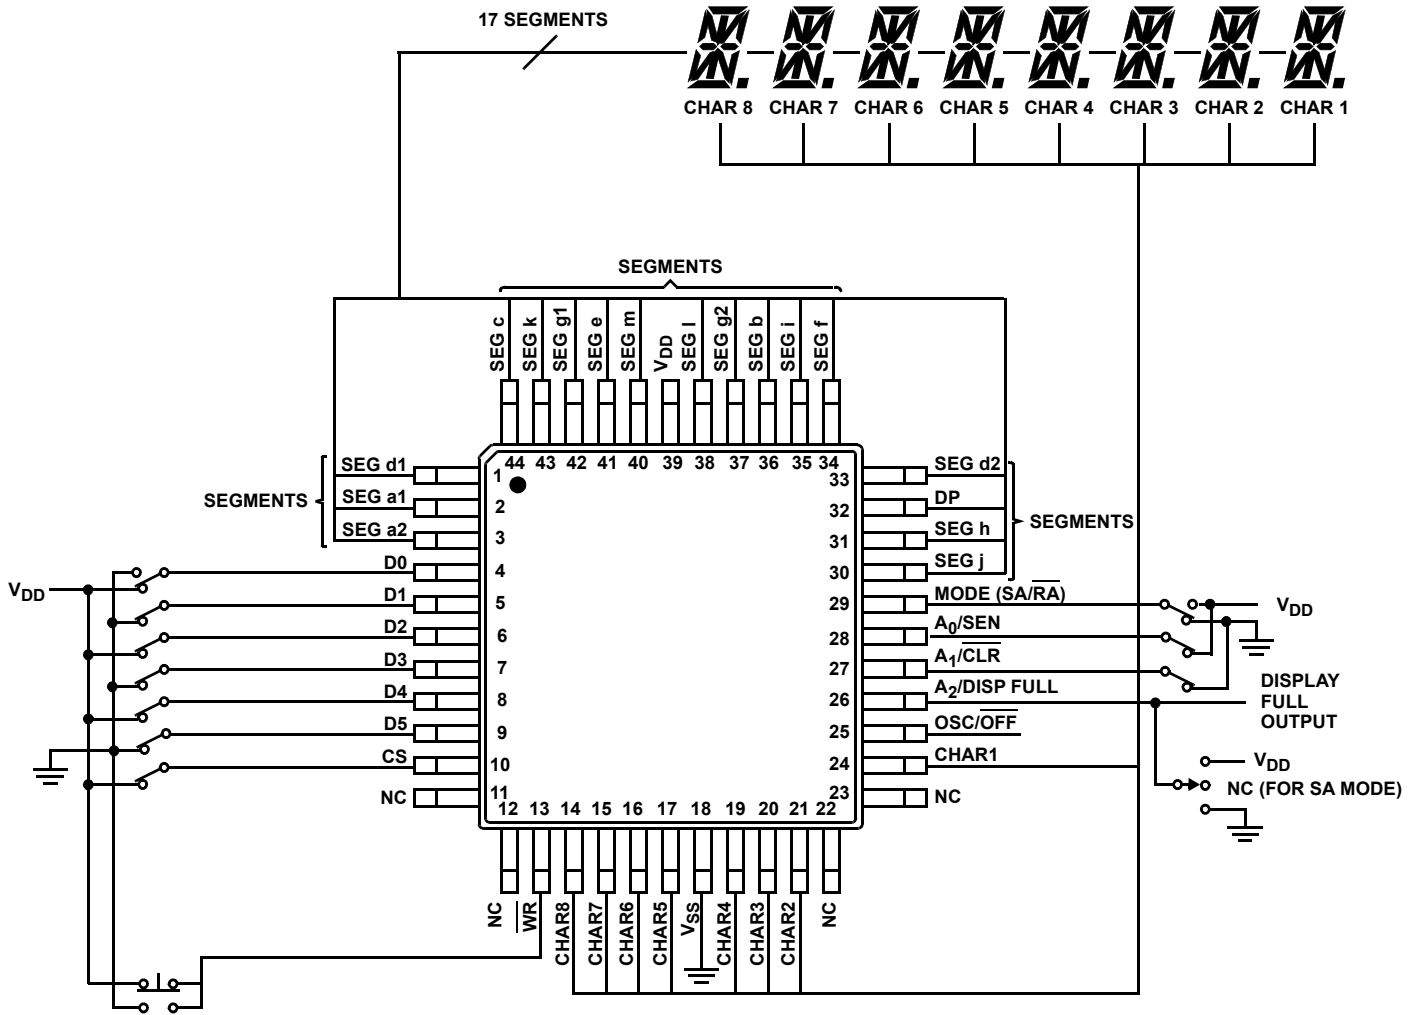 17 SEGMENTS
CHAR 8 CHAR 7 CHAR 6 CHAR 5 CHAR 4 CHAR 3 CHAR 2 CHAR 1
SEGMENTS
SEG c
SEG k
SEG g1
SEG e
SEG m
VDD
SEG l
SEG g2
SEG b
SEG i
SEG f
44 43 42 41 40 39 38 37 36 35 34
SEGMENTS
SEG d1 1
SEG a1 2
SEG a2 3
D0 4
D1 5
D2 6
D3 7
D4 8
D5 9
CS 10
NC 11
VDD
33 SEG d2
32 DP
31 SEG h
30 SEG j
SEGMENTS
29 MODE (SA/RA)
28 A0/SEN
27 A1/CLR
26 A2/DISP FULL
25 OSC/OFF
24 CHAR1
23 NC
VDD
DISPLAY
FULL
OUTPUT
VDD
NC (FOR SA MODE)
12 13 14 15 16 17 18 19 20 21 22
NC
WR
CHAR8
CHAR7
CHAR6
CHAR5
VSS
CHAR4
CHAR3
CHAR2
NC